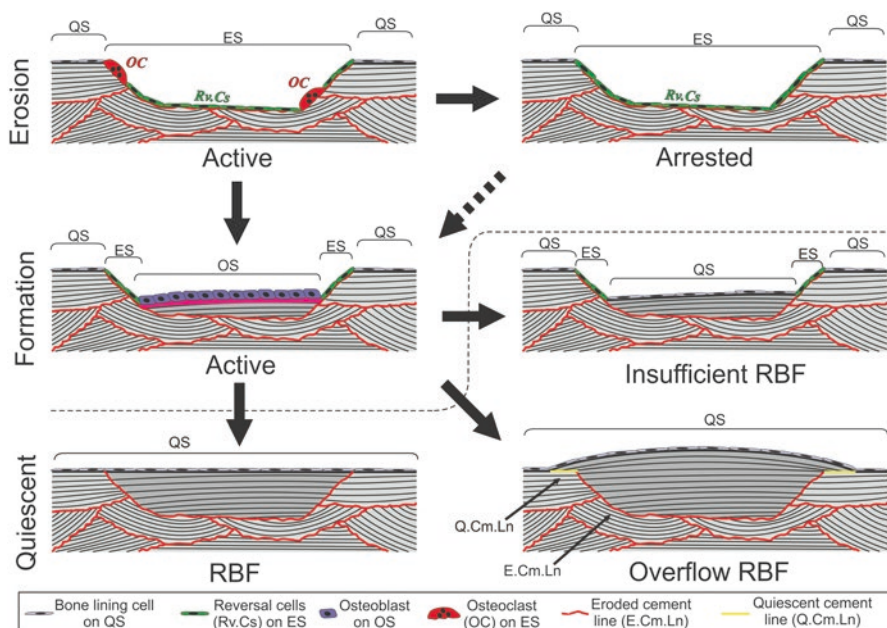 QS ES QS
OC OC
Rv.Cs
Erosion
Active
QS ES QS
Rv.Cs
Arrested
QS ES OS ES QS
Formation
Active
QS ES QS ES QS
Insufficient RBF
QS
Quiescent
RBF
QS
Q.Cm.Ln
E.Cm.Ln
Overflow RBF
Bone lining cell
on QS
Reversal cells
(Rv.Cs) on ES
Osteoblast
on OS
Osteoclast
(OC) on ES
Eroded cement
line (E.Cm.Ln)
Quiescent cement
line (Q.Cm.Ln)